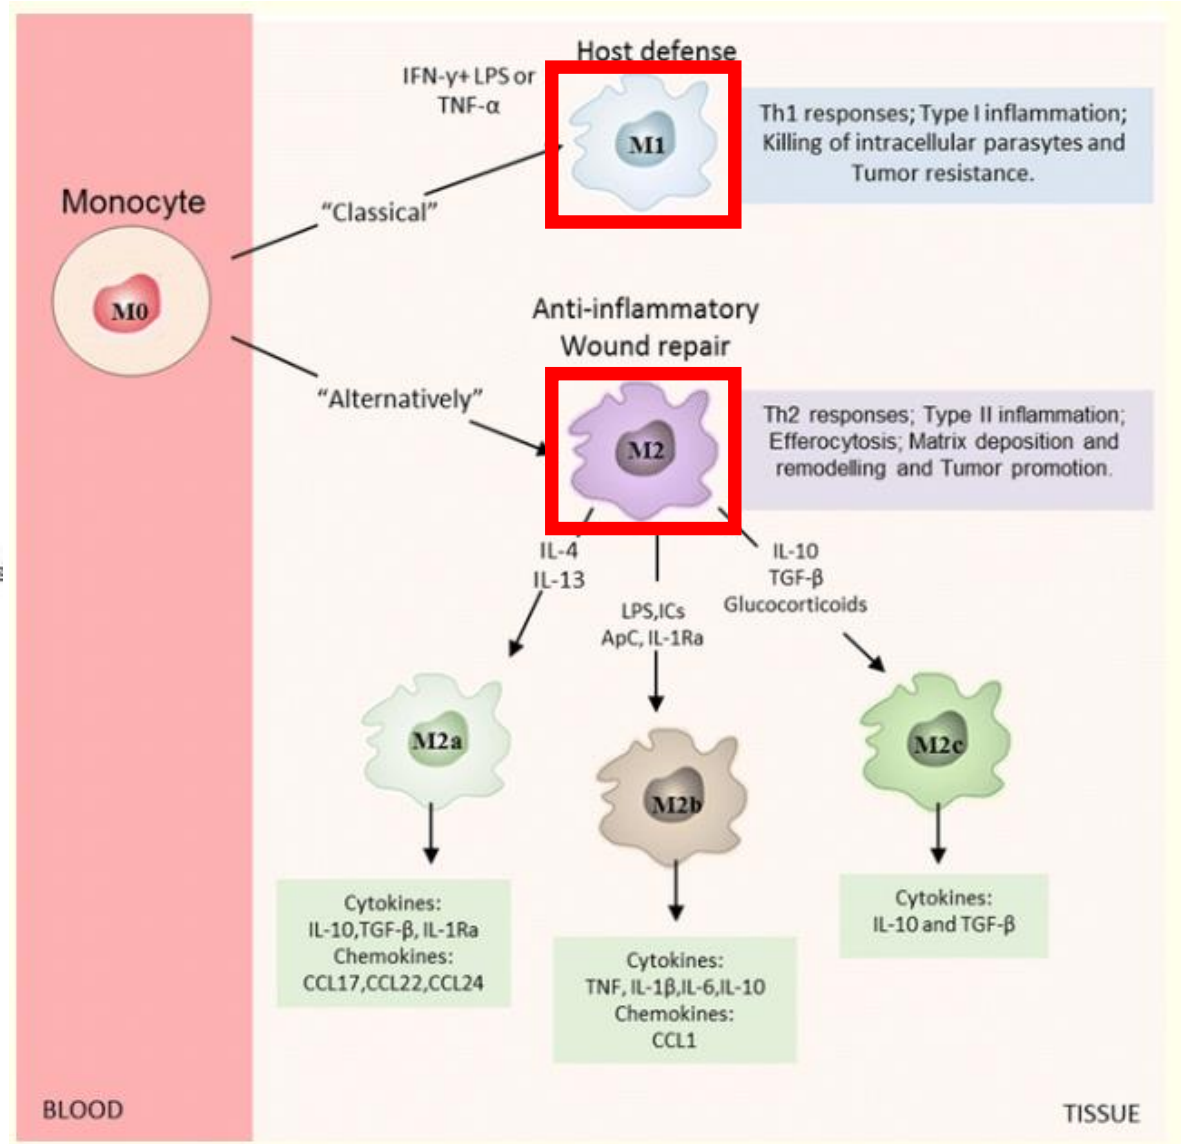 Host defense
IFN-γ+ LPS or
TNF-α
M1
Th1 responses; Type I inflammation;
Killing of intracellular parasytes and
Tumor resistance.
Monocyte
M0
“Classical”
Anti-inflammatory
Wound repair
“Alternatively”
M2
Th2 responses; Type II inflammation;
Efferocytosis; Matrix deposition and
remodelling and Tumor promotion.
IL-4
IL-13
LPS,ICs
ApC, IL-1Ra
IL-10
TGF-β
Glucocorticoids
M2a
M2b
M2c
Cytokines:
IL-10,TGF-β, IL-1Ra
Chemokines:
CCL17,CCL22,CCL24
Cytokines:
TNF, IL-1β,IL-6,IL-10
Chemokines:
CCL1
Cytokines:
IL-10 and TGF-β
BLOOD
TISSUE